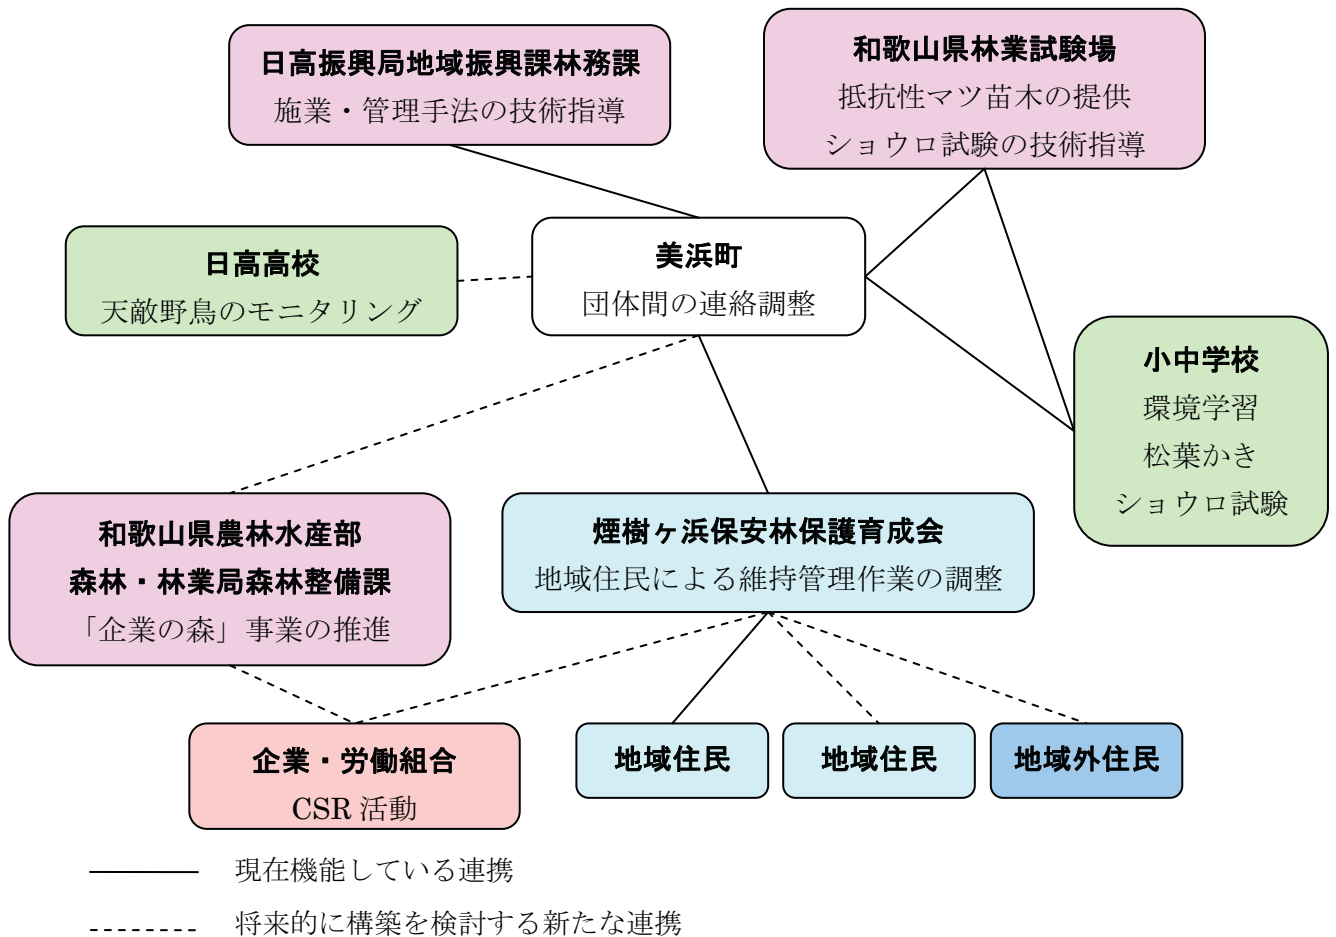 日高振興局地域振興課林務課
施業・管理手法の技術指導
和歌山県林業試験場
抵抗性マツ苗木の提供
ショウロ試験の技術指導
日高高校
天敵野鳥のモニタリング
美浜町
団体間の連絡調整
小中学校
環境学習
松葉かき
ショウロ試験
和歌山県農林水産部
森林・林業局森林整備課
「企業の森」事業の推進
煙樹ヶ浜保安林保護育成会
地域住民による維持管理作業の調整
企業・労働組合
CSR 活動
地域住民
地域住民
地域外住民
現在機能している連携
将来的に構築を検討する新たな連携